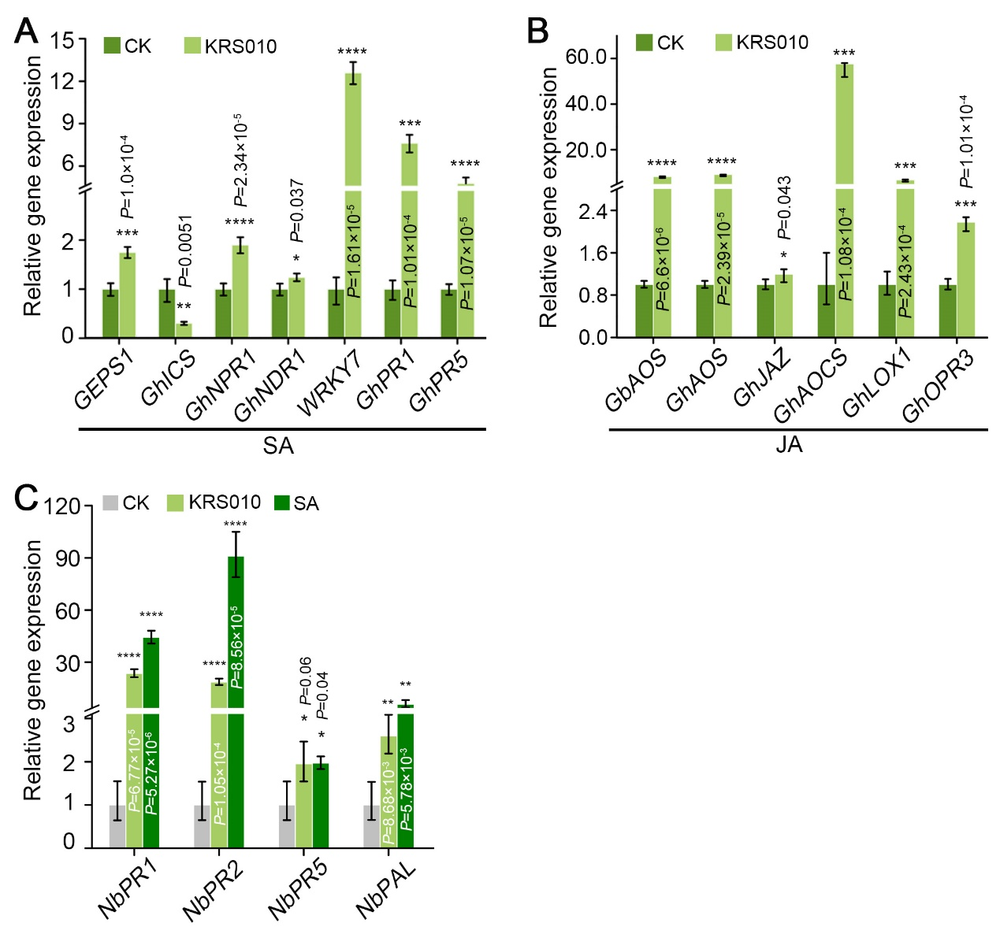 A
CK KRS010
Relative gene expression
15
12
9
6
2
1
0
***
P=1.0×10-4
**
P=0.0051
****
P=2.34×10-5
*
P=0.037
****
P=1.61×10-5
***
P=1.01×10-4
****
P=1.07×10-5
GEPS1
GhICS
GhNPR1
GhNDR1
WRKY7
GhPR1
GhPR5
SA
B
CK KRS010
Relative gene expression
60.0
40.0
20.0
2.4
1.6
0.8
0.0
****
P=6.6×10-6
****
P=2.39×10-5
*
P=0.043
***
P=1.08×10-4
***
P=2.43×10-4
***
P=1.01×10-4
GbAOS
GhAOS
GhJAZ
GhAOCS
GhLOX1
GhOPR3
JA
C
CK KRS010 SA
Relative gene expression
120
90
60
30
3
2
1
0
****
P=6.77×10-5
****
P=5.27×10-6
****
P=1.05×10-4
****
P=8.56×10-5
*
P=0.06
*
P=0.04
**
P=8.68×10-3
**
P=5.78×10-3
NbPR1
NbPR2
NbPR5
NbPAL